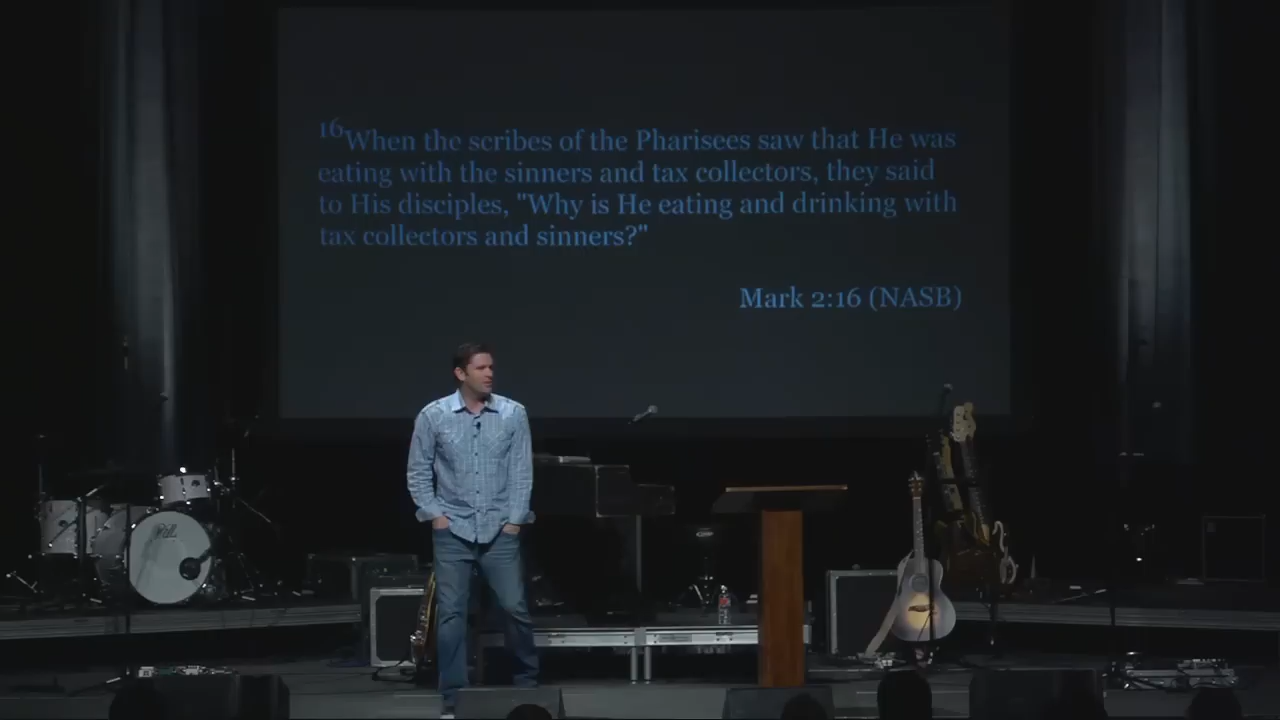 16When the scribes of the Pharisees saw that He was
eating with the sinners and tax collectors, they said
to His disciples, "Why is He eating and drinking with
tax collectors and sinners?"
Mark 2:16 (NASB)